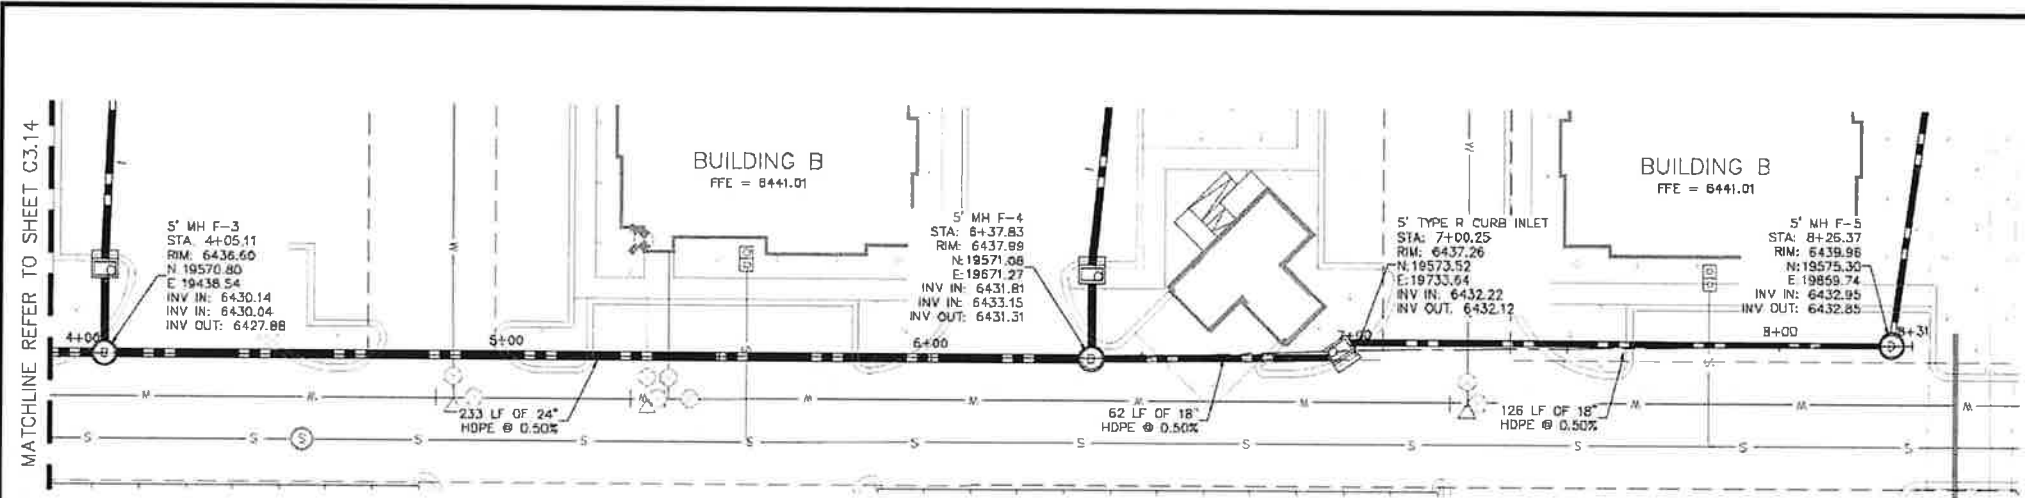 MATCHLINE REFER TO SHEET C3.14
BUILDING B
FFE = 6441.01
BUILDING B
FFE = 6441.01
5' MH F-3
STA: 4+05.11
RIM: 6436.60
N: 19570.80
E: 19438.54
INV IN: 6430.14
INV IN: 6430.04
INV OUT: 6427.88
5' MH F-4
STA: 6+37.83
RIM: 6437.99
N: 19571.08
E: 19671.27
INV IN: 6431.81
INV IN: 6433.15
INV OUT: 6431.31
5' TYPE R CURB INLET
STA: 7+00.25
RIM: 6437.26
N: 19573.52
E: 19733.64
INV IN: 6432.22
INV OUT: 6432.12
5' MH F-5
STA: 8+26.37
RIM: 6439.96
N: 19575.30
E: 19859.74
INV IN: 6432.95
INV OUT: 6432.85
4+00
5+00
6+00
7+00
8+00
8+31
233 LF OF 24"
HDPE @ 0.50%
62 LF OF 18"
HDPE @ 0.50%
126 LF OF 18"
HDPE @ 0.50%
D
D
D
W W W W W W W W W W
S S S S S S S S S S S S